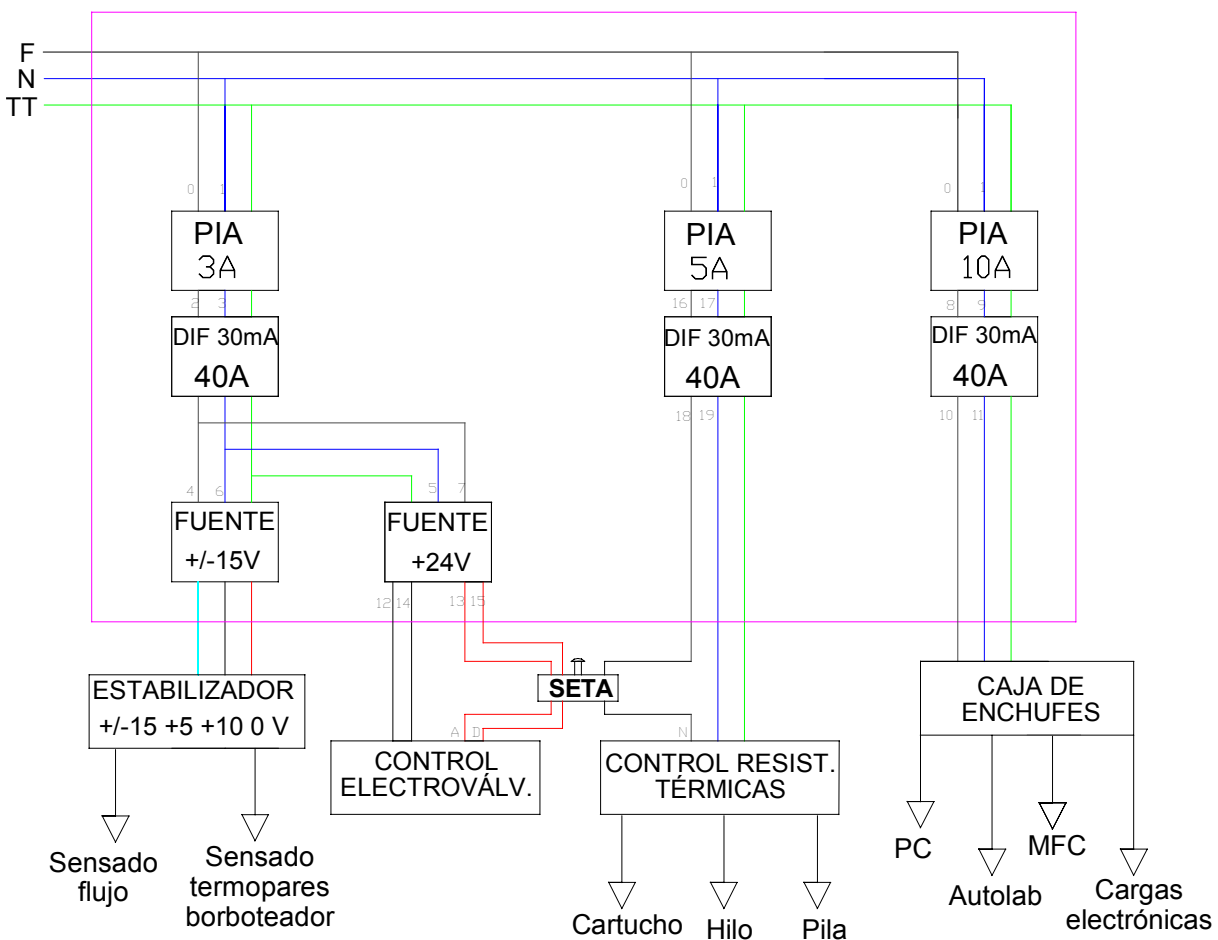 F
N
TT
0 1
0 1
0 1
PIA
3A
PIA
5A
PIA
10A
2 3
16 17
8 9
DIF 30mA
40A
DIF 30mA
40A
DIF 30mA
40A
18 19
10 11
4 6
5 7
FUENTE
+/-15V
FUENTE
+24V
12 14 13 15
SETA
ESTABILIZADOR
+/-15 +5 +10 0 V
A D
N
CONTROL
ELECTROVÁLV.
CONTROL RESIST.
TÉRMICAS
CAJA DE
ENCHUFES
Sensado
flujo
Sensado
termopares
borboteador
Cartucho
Hilo
Pila
PC
Autolab
MFC
Cargas
electrónicas